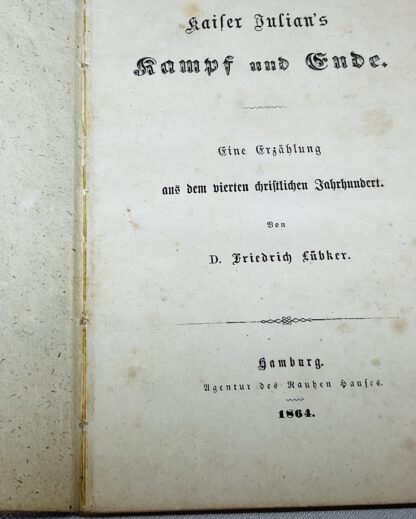 Kaiser Julian's
Kampf und Ende.
Eine Erzählung
aus dem vierten christlichen Jahrhundert.
Von
D. Friedrich Lübker.
Hamburg.
Agentur des Rauhen Hauses.
1864.